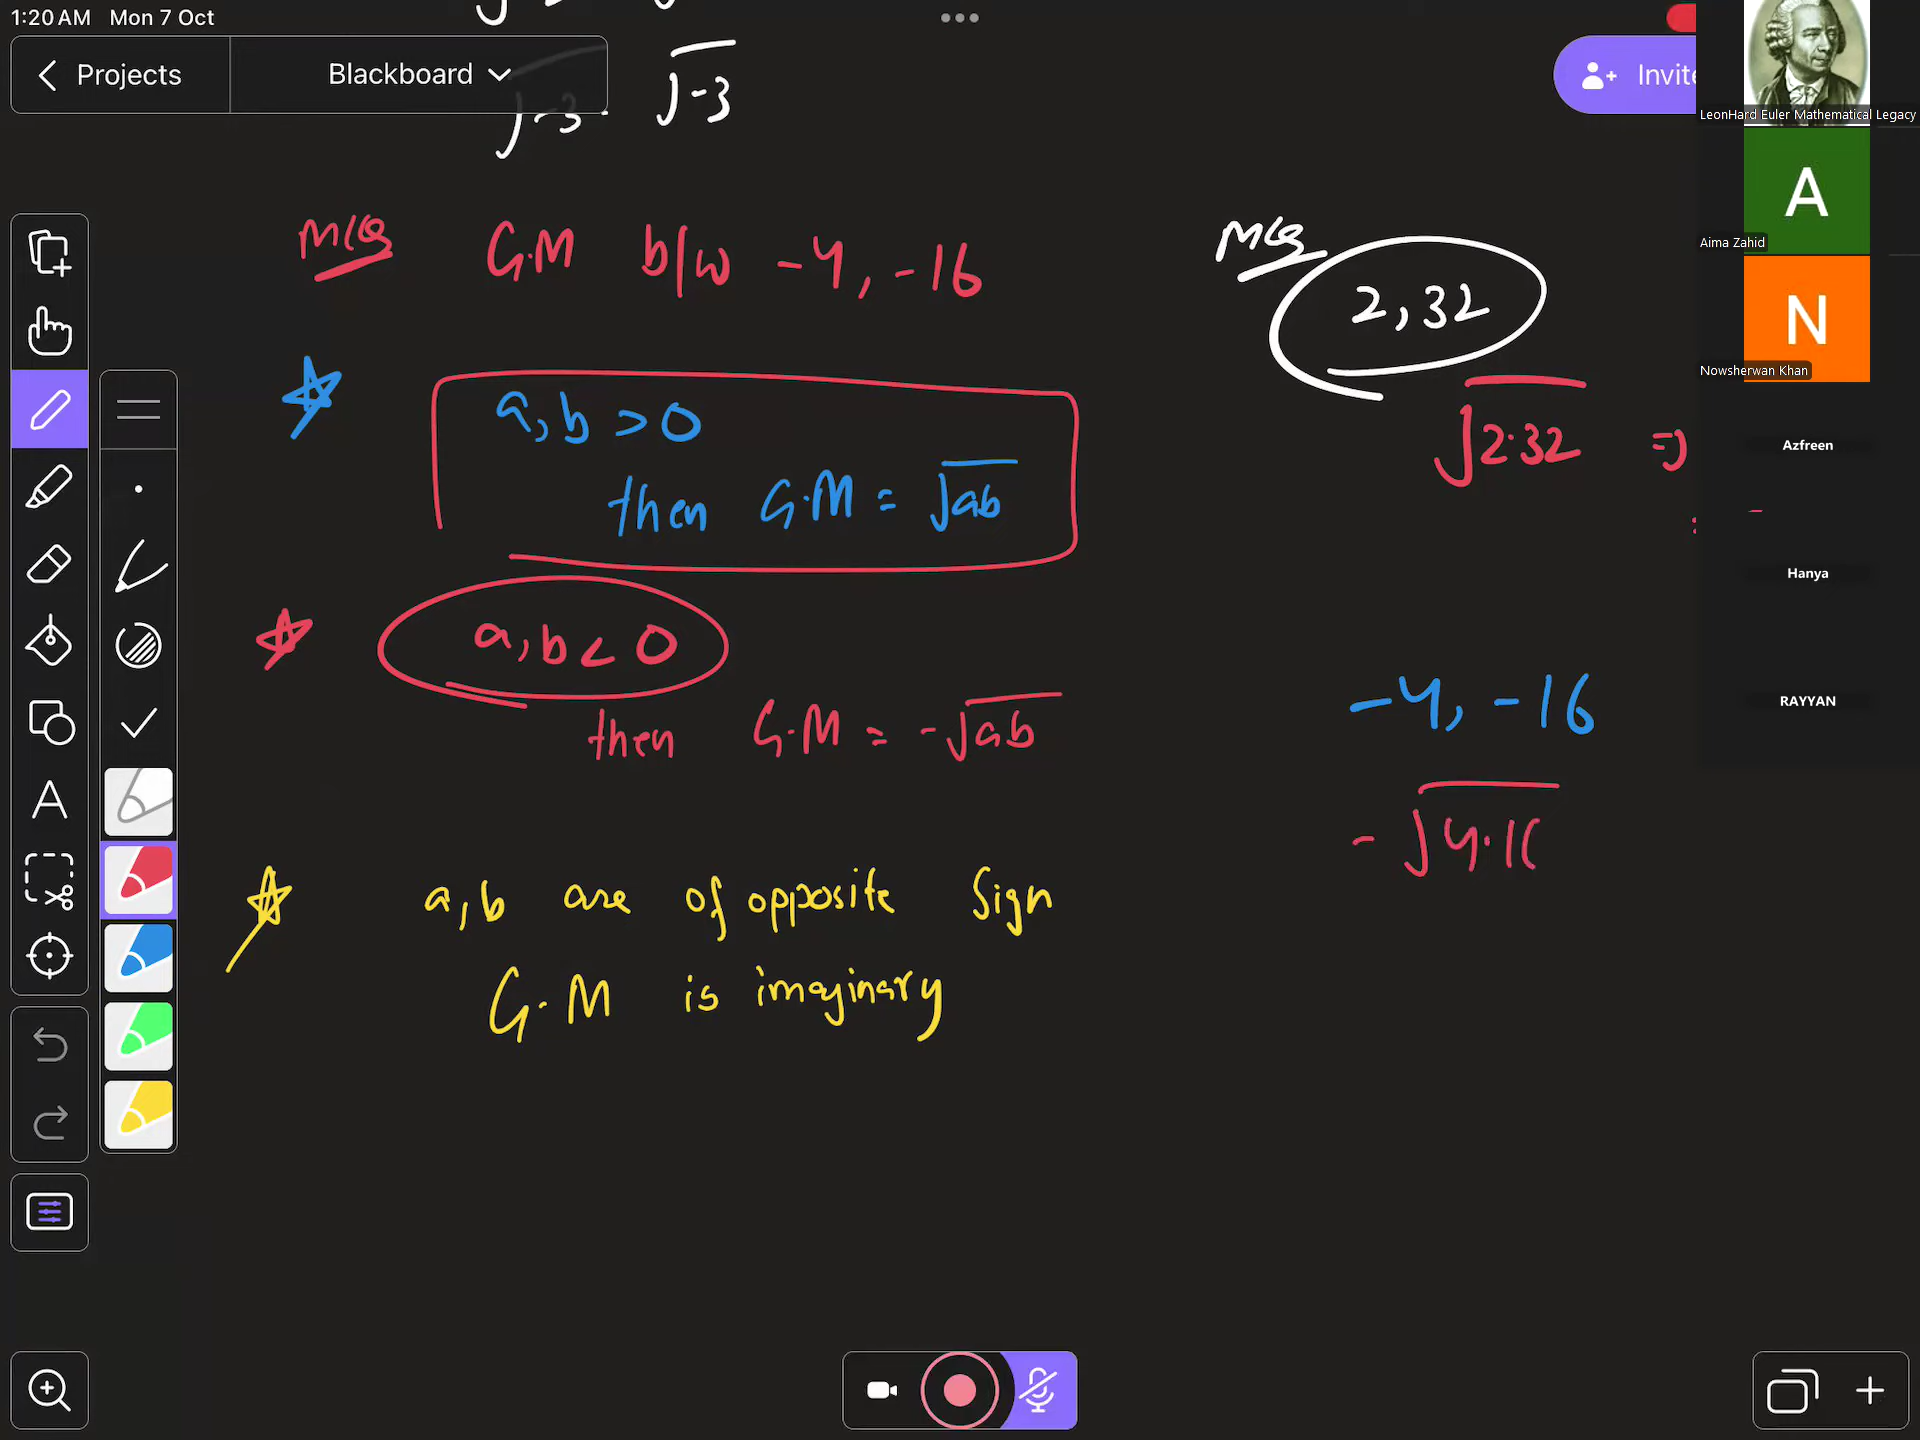 1:20 AM Mon 7 Oct
Projects
Blackboard
Invite
√-3 · √-3
LeonHard Euler Mathematical Legacy
A
Aima Zahid
N
Nowsherwan Khan
Azfreen
Hanya
RAYYAN
MCQ G.M b/w -4, -16
a, b > 0
then G.M = √ab
a, b < 0
then G.M = -√ab
a, b are of opposite Sign
G.M is imaginary
MCQ
2, 32
√2·32 =>
-4, -16
- √4·1(
A